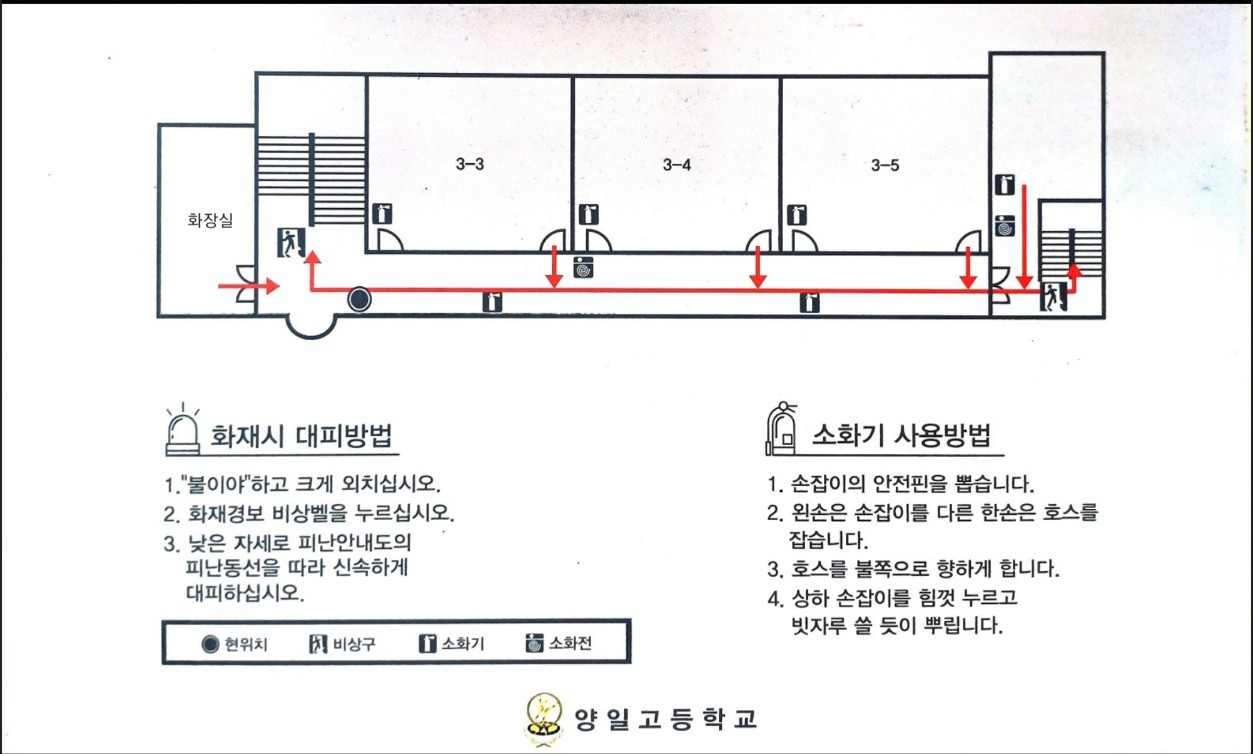 3-3
3-4
3-5
화장실
화재시 대피방법
1."불이야"하고 크게 외치십시오.
2. 화재경보 비상벨을 누르십시오.
3. 낮은 자세로 피난안내도의
피난동선을 따라 신속하게
대피하십시오.
현위치
비상구
소화기
소화전
소화기 사용방법
1. 손잡이의 안전핀을 뽑습니다.
2. 왼손은 손잡이를 다른 한손은 호스를
잡습니다.
3. 호스를 불쪽으로 향하게 합니다.
4. 상하 손잡이를 힘껏 누르고
빗자루 쓸 듯이 뿌립니다.
양일고등학교